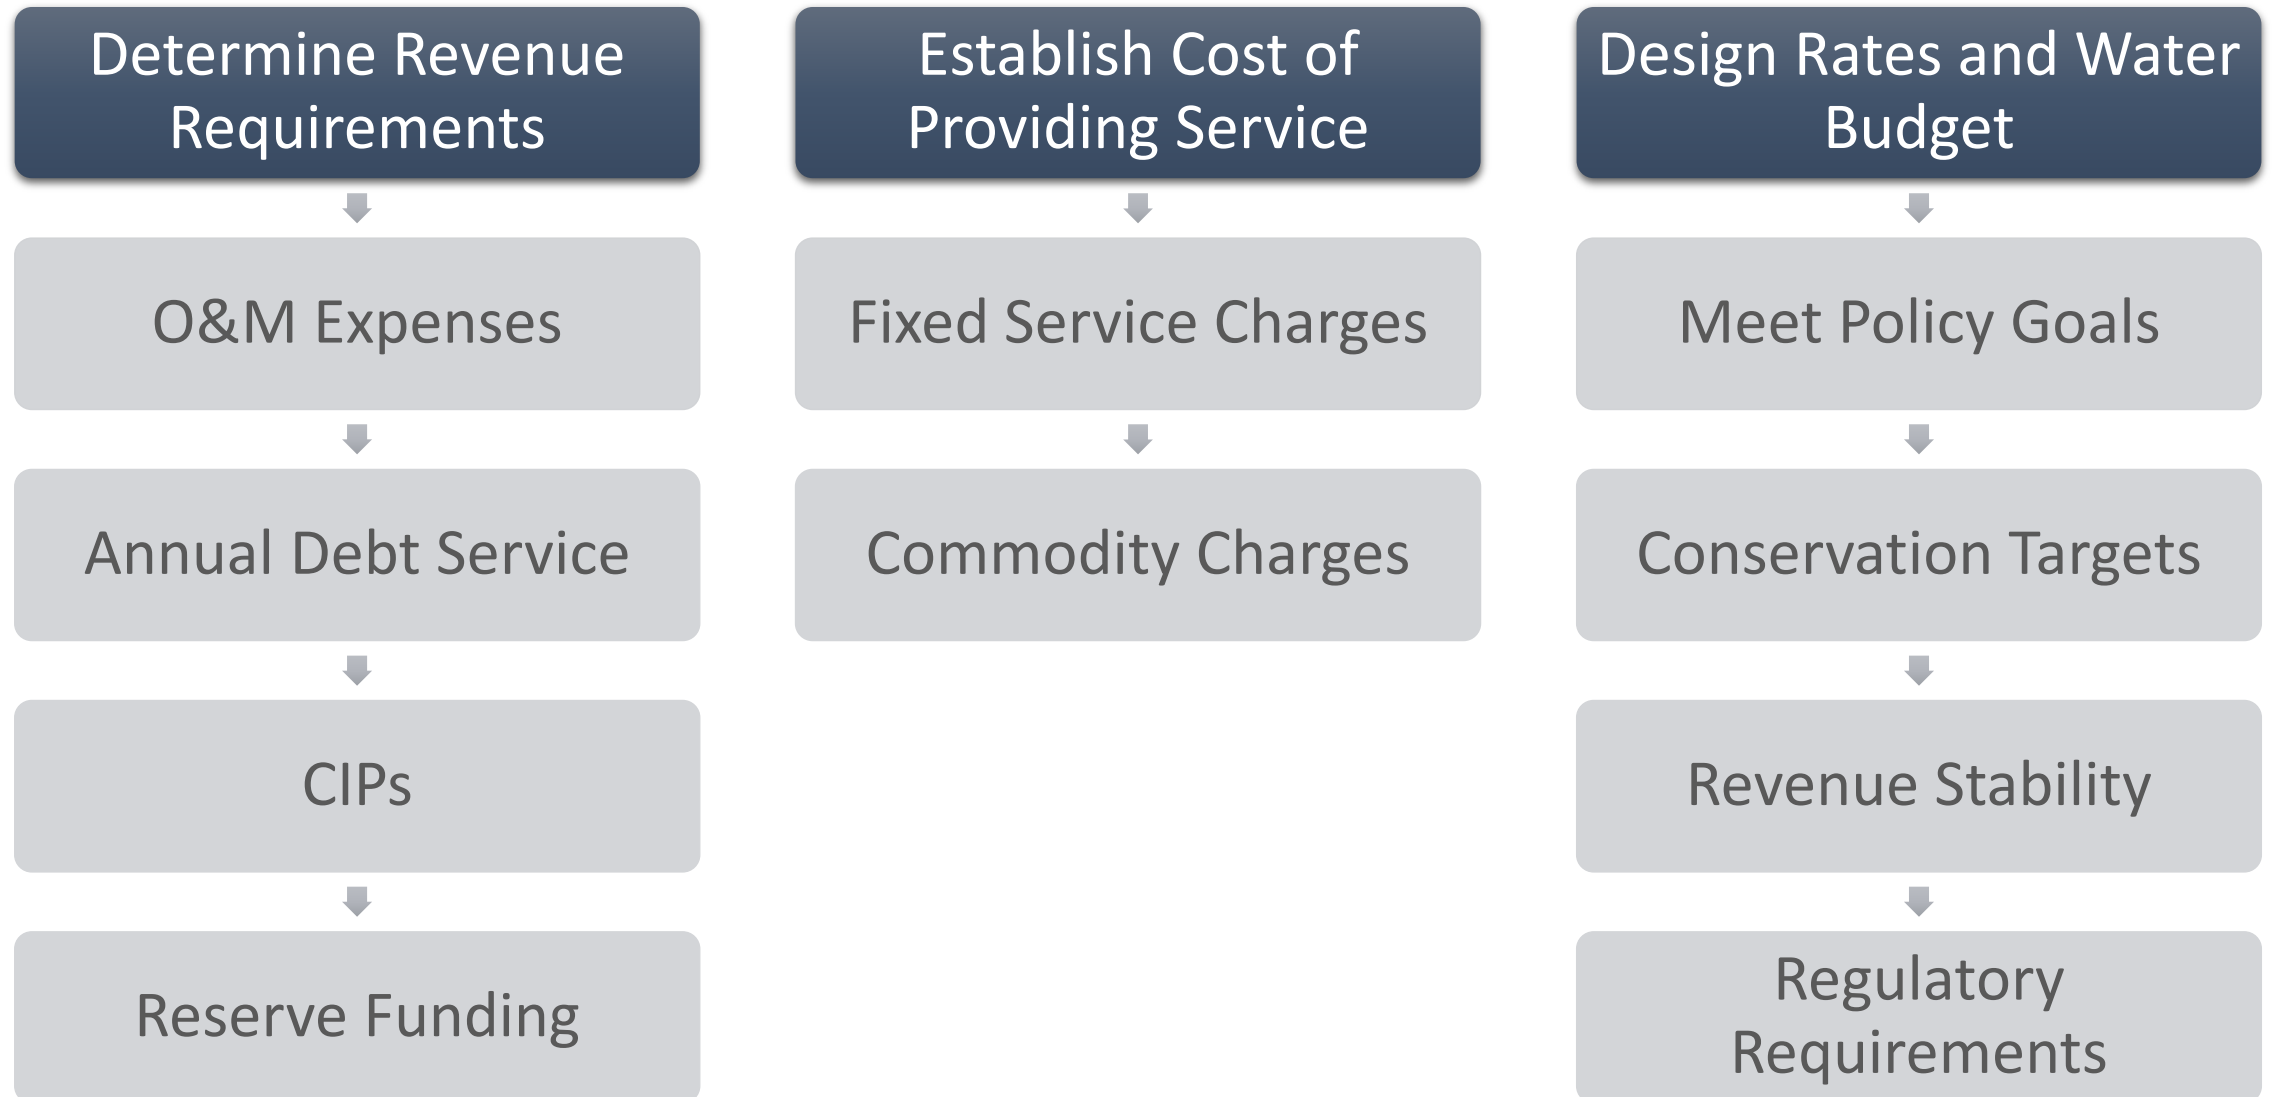 Determine Revenue
Requirements
O&M Expenses
Annual Debt Service
CIPs
Reserve Funding
Establish Cost of
Providing Service
Fixed Service Charges
Commodity Charges
Design Rates and Water
Budget
Meet Policy Goals
Conservation Targets
Revenue Stability
Regulatory
Requirements